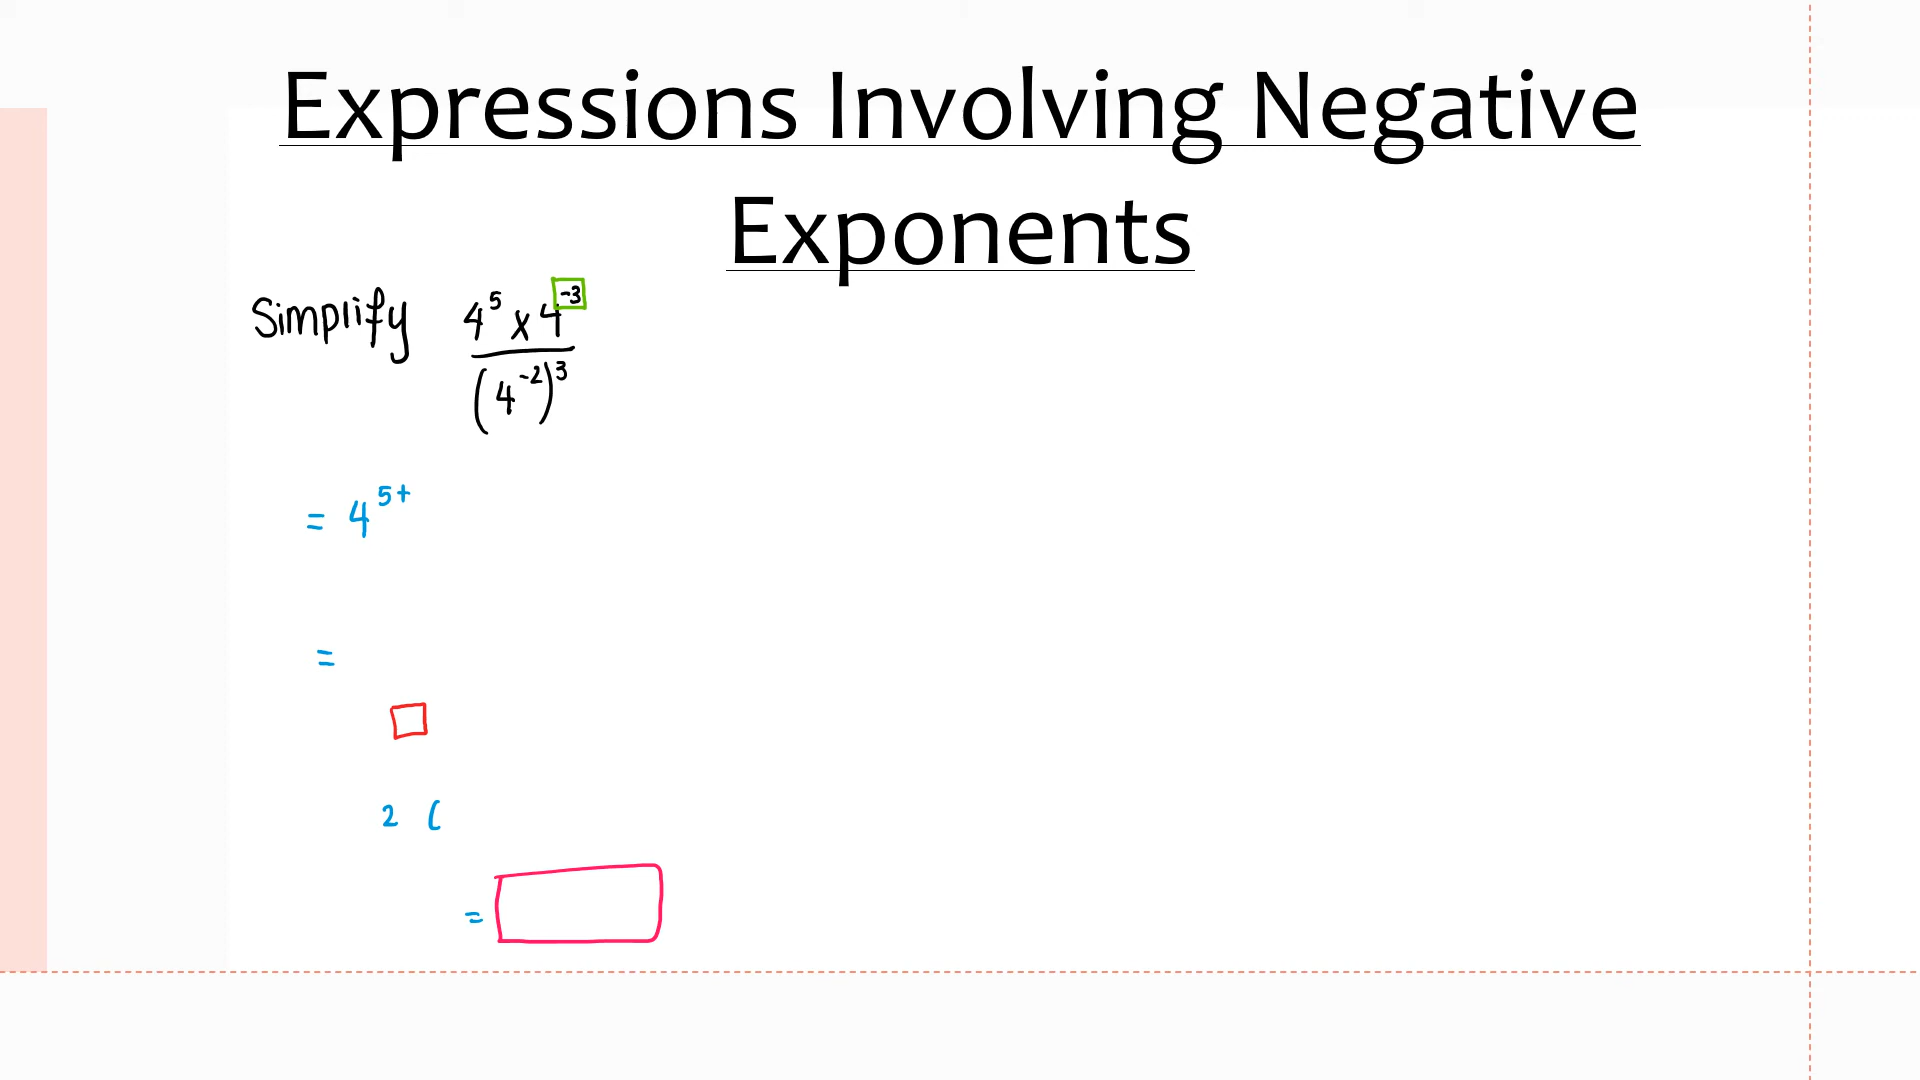 Expressions Involving Negative
Exponents
Simplify 4^5 x 4^-3
(4^-2)^3
= 4^5+
=
2 (
=